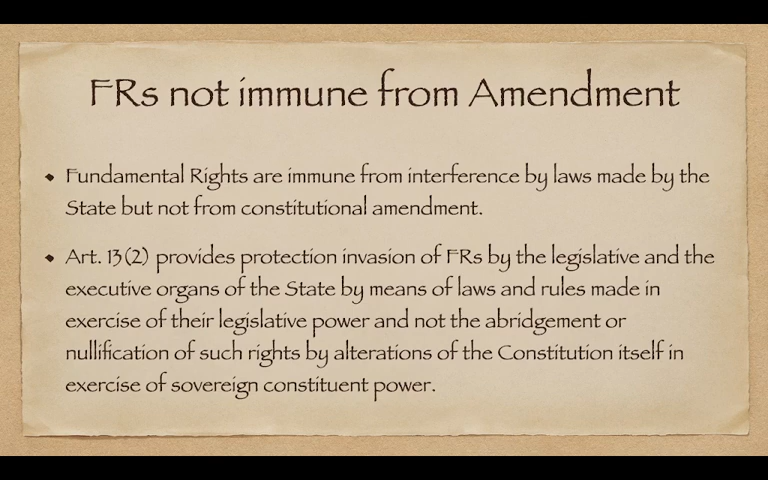 FRs not immune from Amendment
• Fundamental Rights are immune from interference by laws made by the
State but not from constitutional amendment.
• Art. 13(2) provides protection invasion of FRs by the legislative and the
executive organs of the State by means of laws and rules made in
exercise of their legislative power and not the abridgement or
nullification of such rights by alterations of the Constitution itself in
exercise of sovereign constituent power.